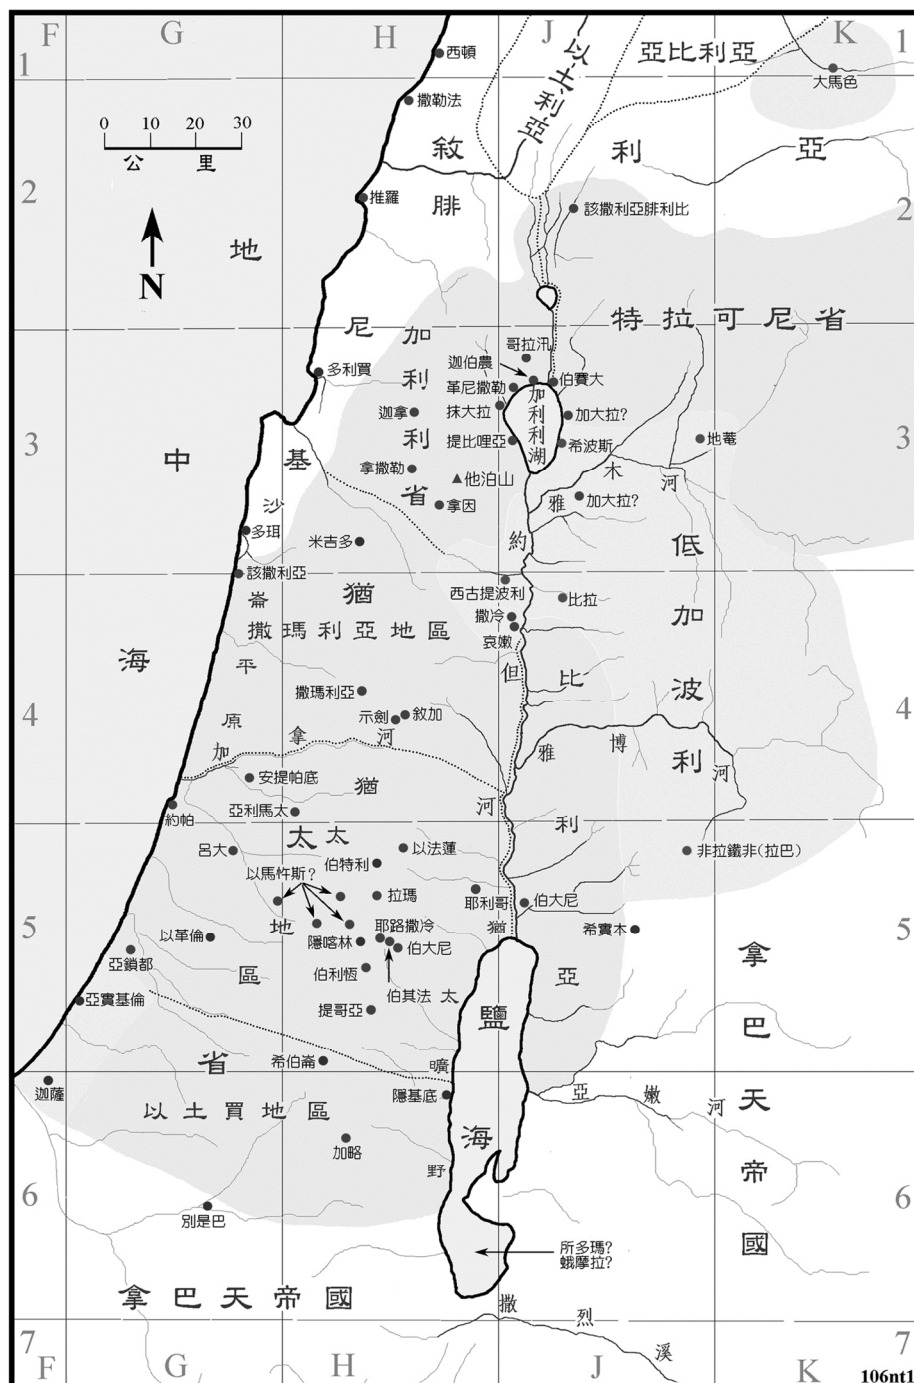 F
G
H
J
K
1
1
西頓
以土利亞
亞比利亞
大馬色
撒勒法
0 10 20 30
公里
敘利亞
2
2
推羅
腓尼基
該撒利亞腓利比
地中海
N
特拉可尼省
加利利省
哥拉汛
迦伯農
伯賽大
多利買
革尼撒勒
抹大拉
加利利湖
加大拉?
迦拿
提比哩亞
希波斯
地菴
3
3
拿撒勒
他泊山
雅木河
加大拉?
拿因
沙崙平原
多珥
米吉多
約但河
低加波利
該撒利亞
西古提波利
比拉
猶太省
撒瑪利亞地區
撒冷
哀嫩
比利亞
撒瑪利亞
示劍
敘加
4
4
加拿河
雅博河
安提帕底
猶太地區
亞利馬太
約帕
呂大
以法蓮
非拉鐵非(拉巴)
伯特利
以馬忤斯?
拉瑪
耶利哥
伯大尼
5
5
以革倫
隱喀林
耶路撒冷
伯大尼
希實本
亞鎖都
伯利恆
伯其法
猶太曠野
亞實基倫
提哥亞
鹽海
拿巴天帝國
希伯崙
迦薩
隱基底
亞嫩河
以土買地區
加略
6
6
別是巴
所多瑪?
蛾摩拉?
拿巴天帝國
撒烈溪
7
7
F
G
H
J
K
106nt1